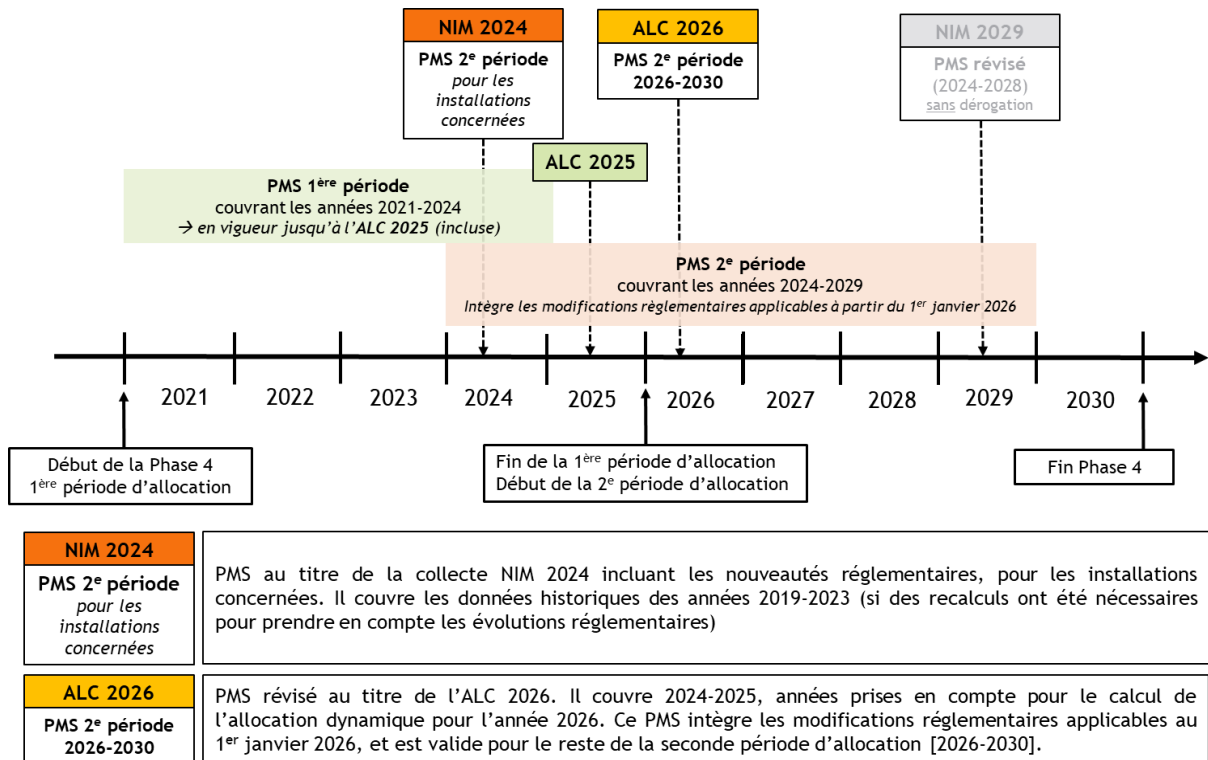 NIM 2024
PMS 2e période
pour les
installations
concernées
ALC 2026
PMS 2e période
2026-2030
NIM 2029
PMS révisé
(2024-2028)
sans dérogation
ALC 2025
PMS 1ère période
couvrant les années 2021-2024
→ en vigueur jusqu'à l'ALC 2025 (incluse)
PMS 2e période
couvrant les années 2024-2029
Intègre les modifications règlementaires applicables à partir du 1er janvier 2026
2021 2022 2023 2024 2025 2026 2027 2028 2029 2030
Début de la Phase 4
1ère période d'allocation
Fin de la 1ère période d'allocation
Début de la 2e période d'allocation
Fin Phase 4
NIM 2024
PMS 2e période
pour les
installations
concernées
PMS au titre de la collecte NIM 2024 incluant les nouveautés réglementaires, pour les installations
concernées. Il couvre les données historiques des années 2019-2023 (si des recalculs ont été nécessaires
pour prendre en compte les évolutions réglementaires)
ALC 2026
PMS 2e période
2026-2030
PMS révisé au titre de l'ALC 2026. Il couvre 2024-2025, années prises en compte pour le calcul de
l'allocation dynamique pour l'année 2026. Ce PMS intègre les modifications réglementaires applicables au
1er janvier 2026, et est valide pour le reste de la seconde période d'allocation [2026-2030].